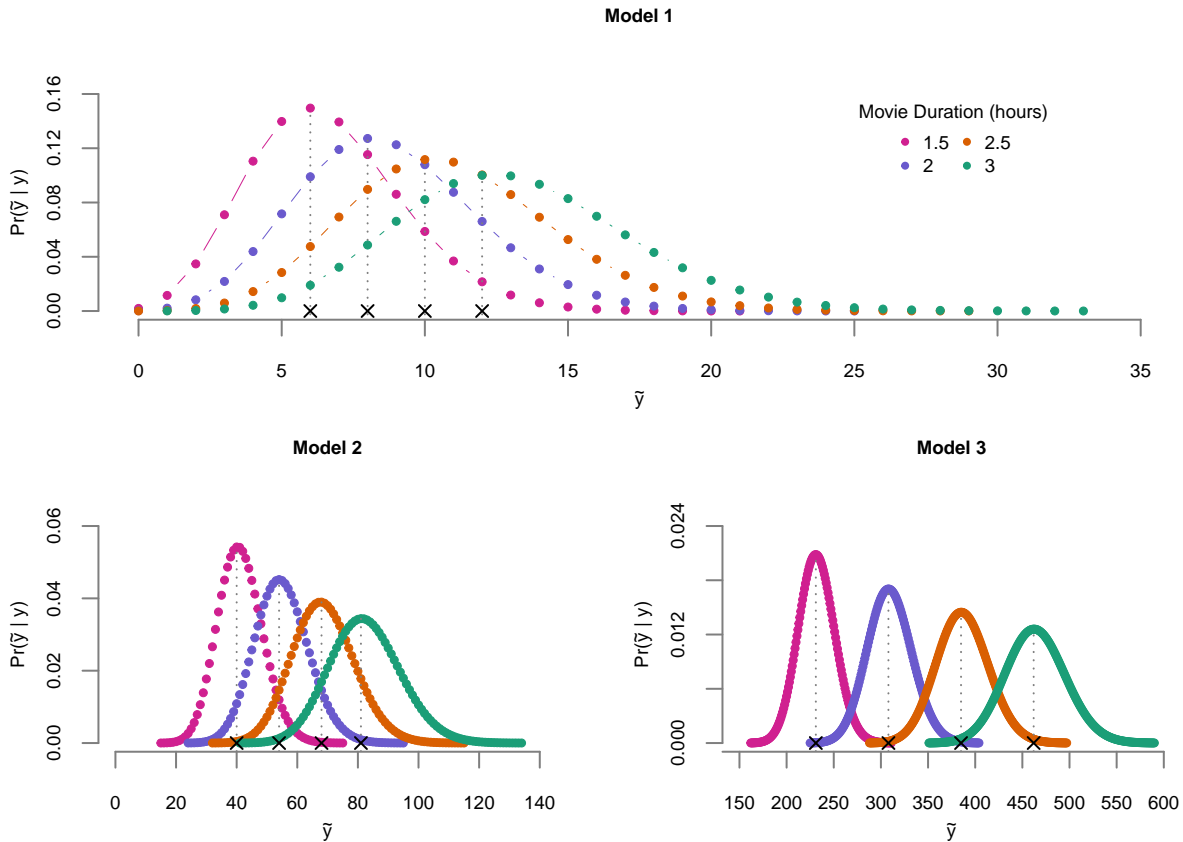 Model 1
Pr(ỹ | y)
0.00 0.04 0.08 0.12 0.16
Movie Duration (hours)
1.5 2.5
2 3
0 5 10 15 20 25 30 35
ỹ
Model 2
Pr(ỹ | y)
0.00 0.02 0.04 0.06
0 20 40 60 80 100 120 140
ỹ
Model 3
Pr(ỹ | y)
0.000 0.012 0.024
150 200 250 300 350 400 450 500 550 600
ỹ